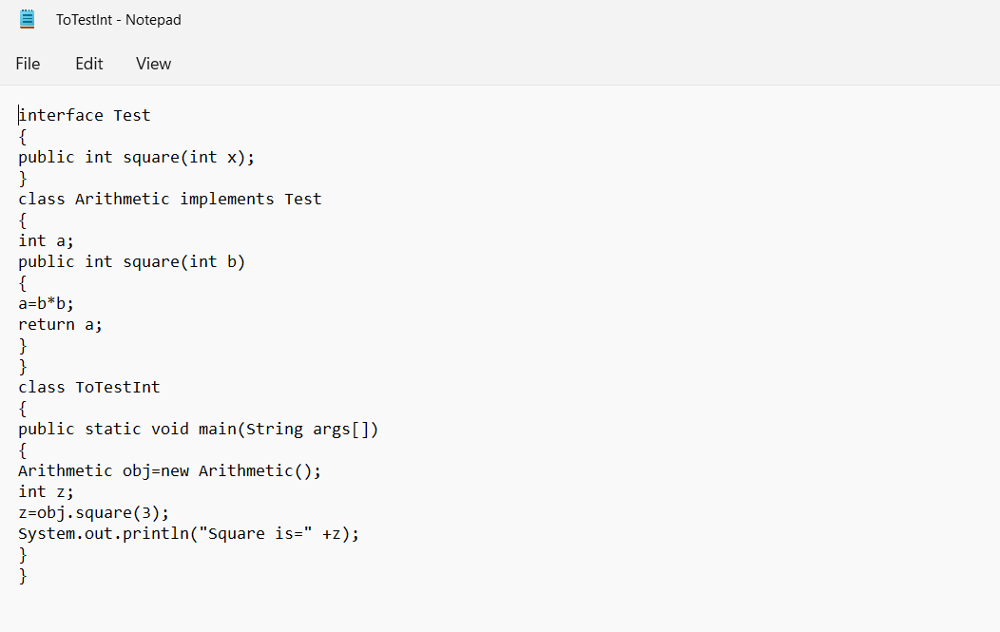 ToTestInt - Notepad
File Edit View
interface Test
{
public int square(int x);
}
class Arithmetic implements Test
{
int a;
public int square(int b)
{
a=b*b;
return a;
}
}
class ToTestInt
{
public static void main(String args[])
{
Arithmetic obj=new Arithmetic();
int z;
z=obj.square(3);
System.out.println("Square is=" +z);
}
}